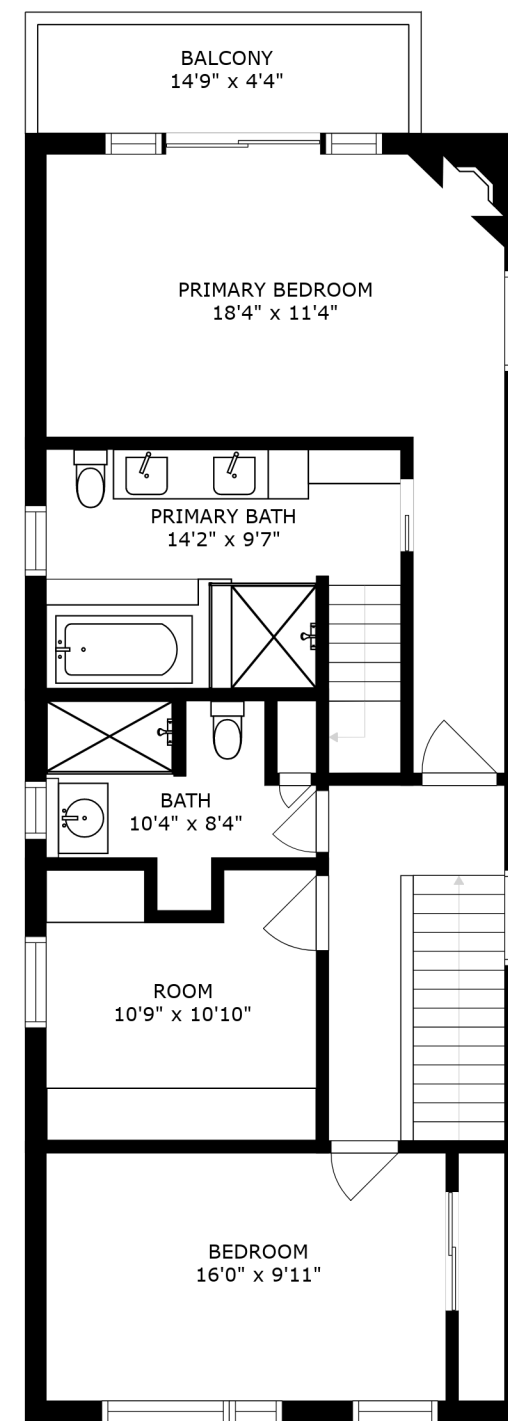 BALCONY
14'9" x 4'4"
PRIMARY BEDROOM
18'4" x 11'4"
PRIMARY BATH
14'2" x 9'7"
BATH
10'4" x 8'4"
ROOM
10'9" x 10'10"
BEDROOM
16'0" x 9'11"